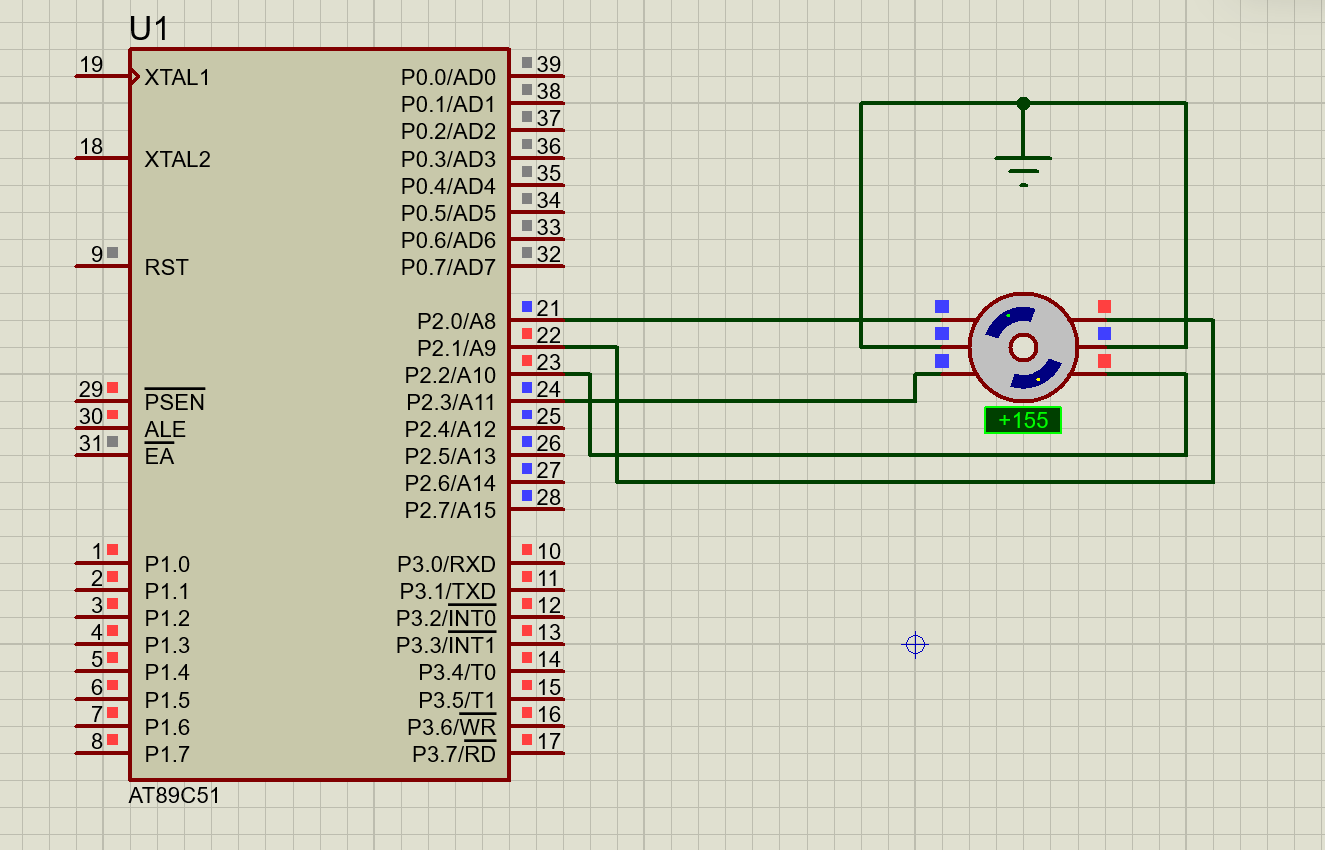 U1
19 XTAL1 P0.0/AD0 39
P0.1/AD1 38
P0.2/AD2 37
18 XTAL2 P0.3/AD3 36
P0.4/AD4 35
P0.5/AD5 34
P0.6/AD6 33
9 RST P0.7/AD7 32
P2.0/A8 21
P2.1/A9 22
P2.2/A10 23
29 PSEN P2.3/A11 24
30 ALE P2.4/A12 25
31 EA P2.5/A13 26
P2.6/A14 27
P2.7/A15 28
1 P1.0 P3.0/RXD 10
2 P1.1 P3.1/TXD 11
3 P1.2 P3.2/INT0 12
4 P1.3 P3.3/INT1 13
5 P1.4 P3.4/T0 14
6 P1.5 P3.5/T1 15
7 P1.6 P3.6/WR 16
8 P1.7 P3.7/RD 17
AT89C51
+155